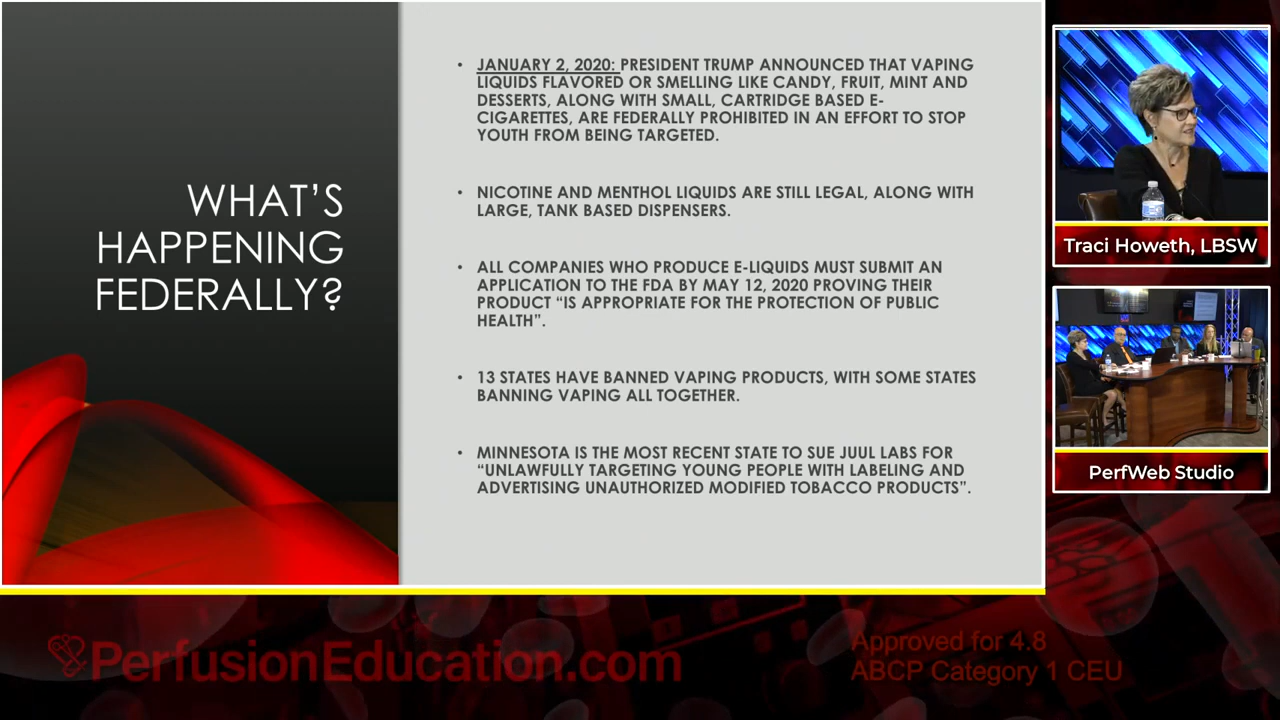 WHAT'S
HAPPENING
FEDERALLY?
• JANUARY 2, 2020: PRESIDENT TRUMP ANNOUNCED THAT VAPING
LIQUIDS FLAVORED OR SMELLING LIKE CANDY, FRUIT, MINT AND
DESSERTS, ALONG WITH SMALL, CARTRIDGE BASED E-
CIGARETTES, ARE FEDERALLY PROHIBITED IN AN EFFORT TO STOP
YOUTH FROM BEING TARGETED.
• NICOTINE AND MENTHOL LIQUIDS ARE STILL LEGAL, ALONG WITH
LARGE, TANK BASED DISPENSERS.
• ALL COMPANIES WHO PRODUCE E-LIQUIDS MUST SUBMIT AN
APPLICATION TO THE FDA BY MAY 12, 2020 PROVING THEIR
PRODUCT “IS APPROPRIATE FOR THE PROTECTION OF PUBLIC
HEALTH”.
• 13 STATES HAVE BANNED VAPING PRODUCTS, WITH SOME STATES
BANNING VAPING ALL TOGETHER.
• MINNESOTA IS THE MOST RECENT STATE TO SUE JUUL LABS FOR
“UNLAWFULLY TARGETING YOUNG PEOPLE WITH LABELING AND
ADVERTISING UNAUTHORIZED MODIFIED TOBACCO PRODUCTS”.
Traci Howeth, LBSW
PerfWeb Studio
PerfusionEducation.com
Approved for 4.8
ABCP Category 1 CEU